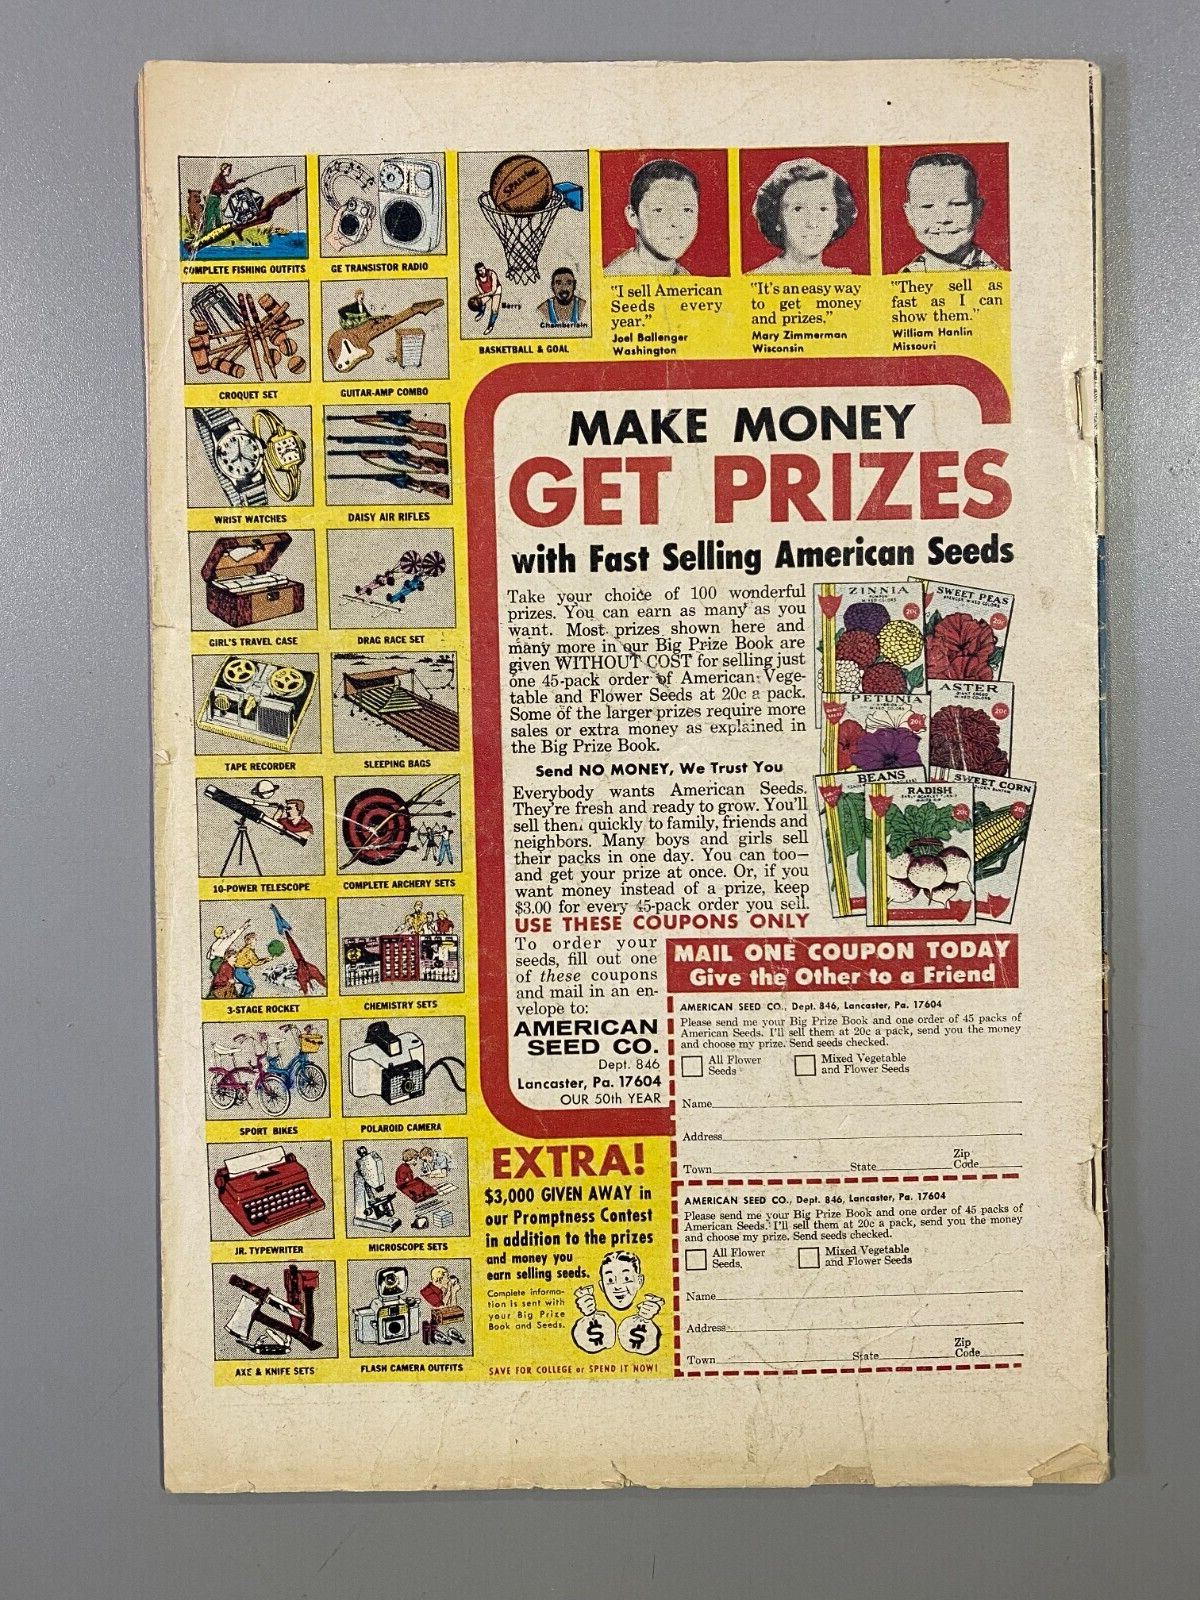 COMPLETE FISHING OUTFITS
GE TRANSISTOR RADIO
SPALDING
Barry
Chamberlain
BASKETBALL & GOAL
CROQUET SET
GUITAR-AMP COMBO
WRIST WATCHES
DAISY AIR RIFLES
GIRL'S TRAVEL CASE
DRAG RACE SET
TAPE RECORDER
SLEEPING BAGS
10-POWER TELESCOPE
COMPLETE ARCHERY SETS
3-STAGE ROCKET
CHEMISTRY SETS
SPORT BIKES
POLAROID CAMERA
JR. TYPEWRITER
MICROSCOPE SETS
AXE & KNIFE SETS
FLASH CAMERA OUTFITS
"I sell American
Seeds every
year."
Joel Ballenger
Washington
"It's an easy way
to get money
and prizes."
Mary Zimmerman
Wisconsin
"They sell as
fast as I can
show them."
William Hanlin
Missouri
MAKE MONEY
GET PRIZES
with Fast Selling American Seeds
Take your choice of 100 wonderful
prizes. You can earn as many as you
want. Most prizes shown here and
many more in our Big Prize Book are
given WITHOUT COST for selling just
one 45-pack order of American Vege-
table and Flower Seeds at 20c a pack.
Some of the larger prizes require more
sales or extra money as explained in
the Big Prize Book.
Send NO MONEY, We Trust You
Everybody wants American Seeds.
They're fresh and ready to grow. You'll
sell them quickly to family, friends and
neighbors. Many boys and girls sell
their packs in one day. You can too—
and get your prize at once. Or, if you
want money instead of a prize, keep
$3.00 for every 45-pack order you sell.
USE THESE COUPONS ONLY
To order your
seeds, fill out one
of these coupons
and mail in an en-
velope to:
AMERICAN
SEED CO.
Dept. 846
Lancaster, Pa. 17604
OUR 50th YEAR
ZINNIA
MIXED COLORS
20¢
SWEET PEAS
MIXED COLORS
20¢
PETUNIA
MIXED COLORS
20¢
ASTER
MIXED COLORS
20¢
BEANS
RADISH
20¢
SWEET CORN
20¢
MAIL ONE COUPON TODAY
Give the Other to a Friend
AMERICAN SEED CO., Dept. 846, Lancaster, Pa. 17604
Please send me your Big Prize Book and one order of 45 packs of
American Seeds. I'll sell them at 20c a pack, send you the money
and choose my prize. Send seeds checked.
All Flower
Seeds
Mixed Vegetable
and Flower Seeds
Name
Address
Town State Zip Code
AMERICAN SEED CO., Dept. 846, Lancaster, Pa. 17604
Please send me your Big Prize Book and one order of 45 packs of
American Seeds. I'll sell them at 20c a pack, send you the money
and choose my prize. Send seeds checked.
All Flower
Seeds.
Mixed Vegetable
and Flower Seeds
Name
Address
Town State Zip Code
EXTRA!
$3,000 GIVEN AWAY in
our Promptness Contest
in addition to the prizes
and money you
earn selling seeds.
Complete informa-
tion is sent with
your Big Prize
Book and Seeds.
$ $
SAVE FOR COLLEGE or SPEND IT NOW!